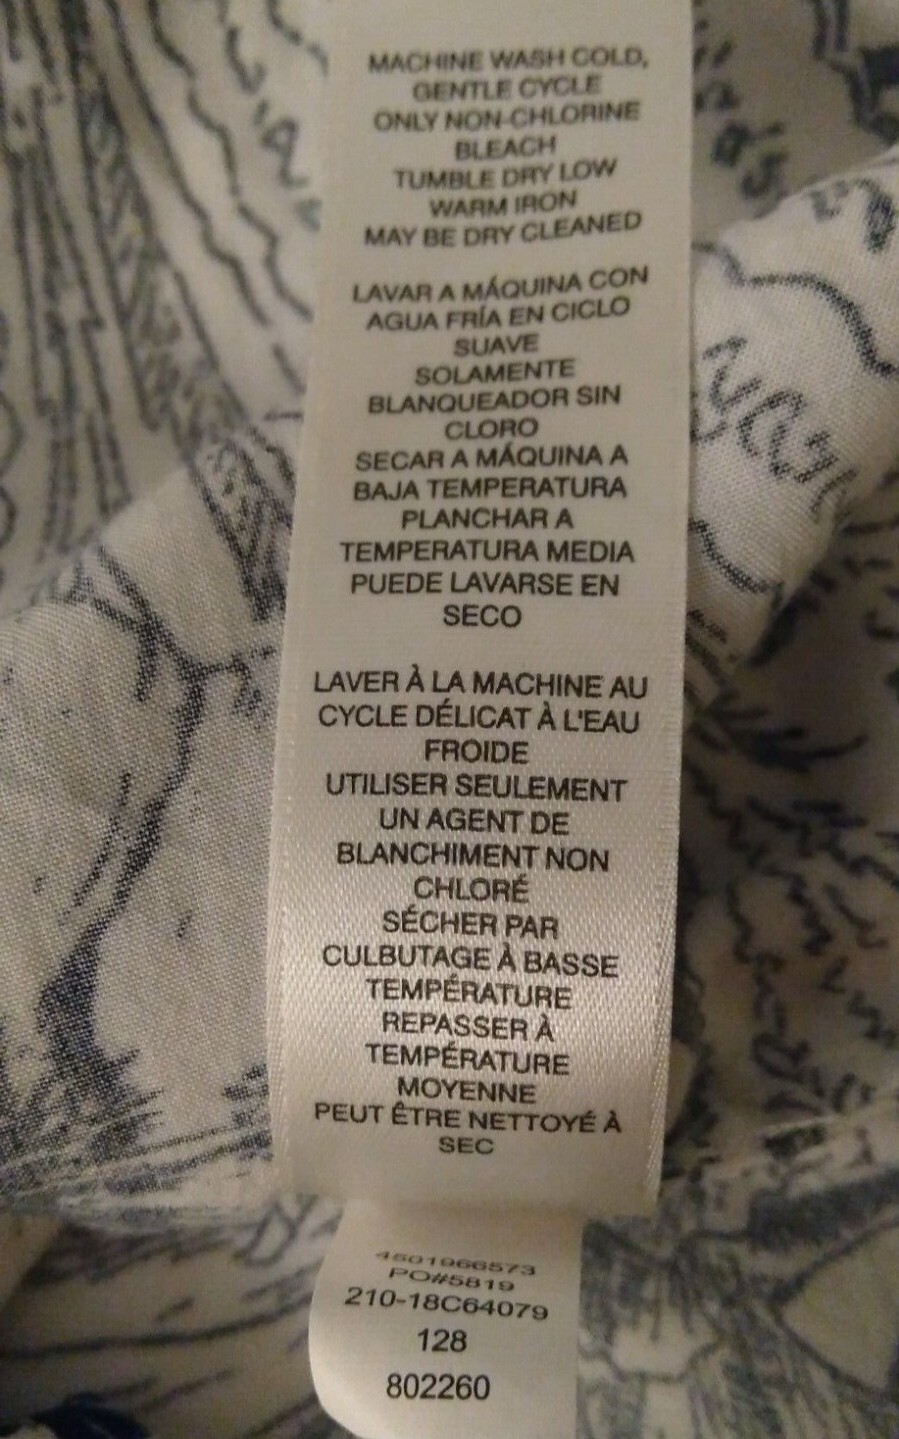 MACHINE WASH COLD,
GENTLE CYCLE
ONLY NON-CHLORINE
BLEACH
TUMBLE DRY LOW
WARM IRON
MAY BE DRY CLEANED
LAVAR A MÁQUINA CON
AGUA FRÍA EN CICLO
SUAVE
SOLAMENTE
BLANQUEADOR SIN
CLORO
SECAR A MÁQUINA A
BAJA TEMPERATURA
PLANCHAR A
TEMPERATURA MEDIA
PUEDE LAVARSE EN
SECO
LAVER À LA MACHINE AU
CYCLE DÉLICAT À L'EAU
FROIDE
UTILISER SEULEMENT
UN AGENT DE
BLANCHIMENT NON
CHLORÉ
SÉCHER PAR
CULBUTAGE À BASSE
TEMPÉRATURE
REPASSER À
TEMPÉRATURE
MOYENNE
PEUT ÊTRE NETTOYÉ À
SEC
4501966573
PO#5819
210-18C64079
128
802260